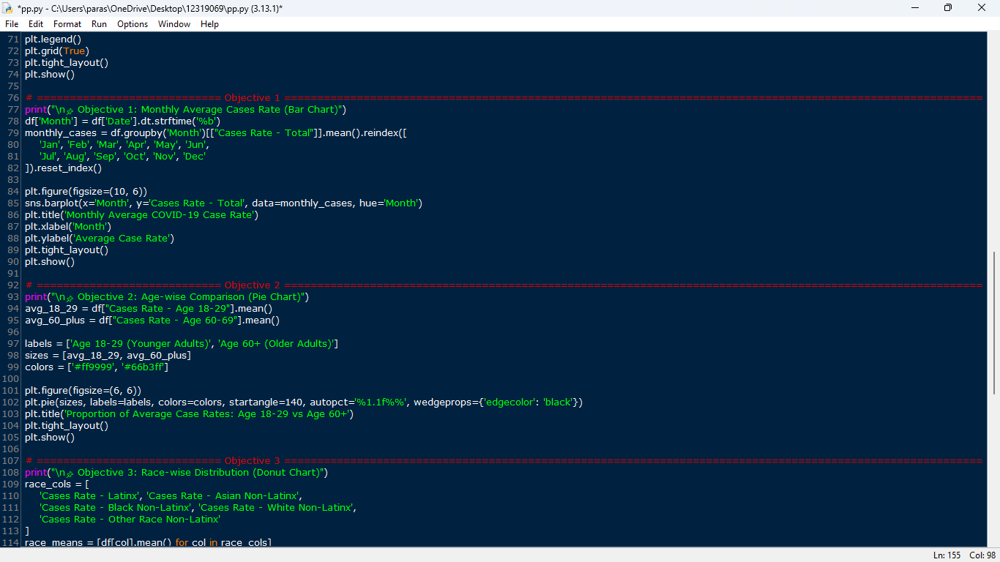 *pp.py - C:\Users\paras\OneDrive\Desktop\12319069\pp.py (3.13.1)*
File Edit Format Run Options Window Help
71 plt.legend()
72 plt.grid(True)
73 plt.tight_layout()
74 plt.show()
75
76 # ============================ Objective 1 ==========================================================================================================
77 print("\n📌 Objective 1: Monthly Average Cases Rate (Bar Chart)")
78 df['Month'] = df['Date'].dt.strftime('%b')
79 monthly_cases = df.groupby('Month')[["Cases Rate - Total"]].mean().reindex([
80     'Jan', 'Feb', 'Mar', 'Apr', 'May', 'Jun',
81     'Jul', 'Aug', 'Sep', 'Oct', 'Nov', 'Dec'
82 ]).reset_index()
83
84 plt.figure(figsize=(10, 6))
85 sns.barplot(x='Month', y='Cases Rate - Total', data=monthly_cases, hue='Month')
86 plt.title('Monthly Average COVID-19 Case Rate')
87 plt.xlabel('Month')
88 plt.ylabel('Average Case Rate')
89 plt.tight_layout()
90 plt.show()
91
92 # ============================ Objective 2 ==========================================================================================================
93 print("\n📌 Objective 2: Age-wise Comparison (Pie Chart)")
94 avg_18_29 = df["Cases Rate - Age 18-29"].mean()
95 avg_60_plus = df["Cases Rate - Age 60-69"].mean()
96
97 labels = ['Age 18-29 (Younger Adults)', 'Age 60+ (Older Adults)']
98 sizes = [avg_18_29, avg_60_plus]
99 colors = ['#ff9999', '#66b3ff']
100
101 plt.figure(figsize=(6, 6))
102 plt.pie(sizes, labels=labels, colors=colors, startangle=140, autopct='%1.1f%%', wedgeprops={'edgecolor': 'black'})
103 plt.title('Proportion of Average Case Rates: Age 18-29 vs Age 60+')
104 plt.tight_layout()
105 plt.show()
106
107 # ============================ Objective 3 ==========================================================================================================
108 print("\n📌 Objective 3: Race-wise Distribution (Donut Chart)")
109 race_cols = [
110     'Cases Rate - Latinx', 'Cases Rate - Asian Non-Latinx',
111     'Cases Rate - Black Non-Latinx', 'Cases Rate - White Non-Latinx',
112     'Cases Rate - Other Race Non-Latinx'
113 ]
114 race_means = [df[col].mean() for col in race_cols]
Ln: 155 Col: 98